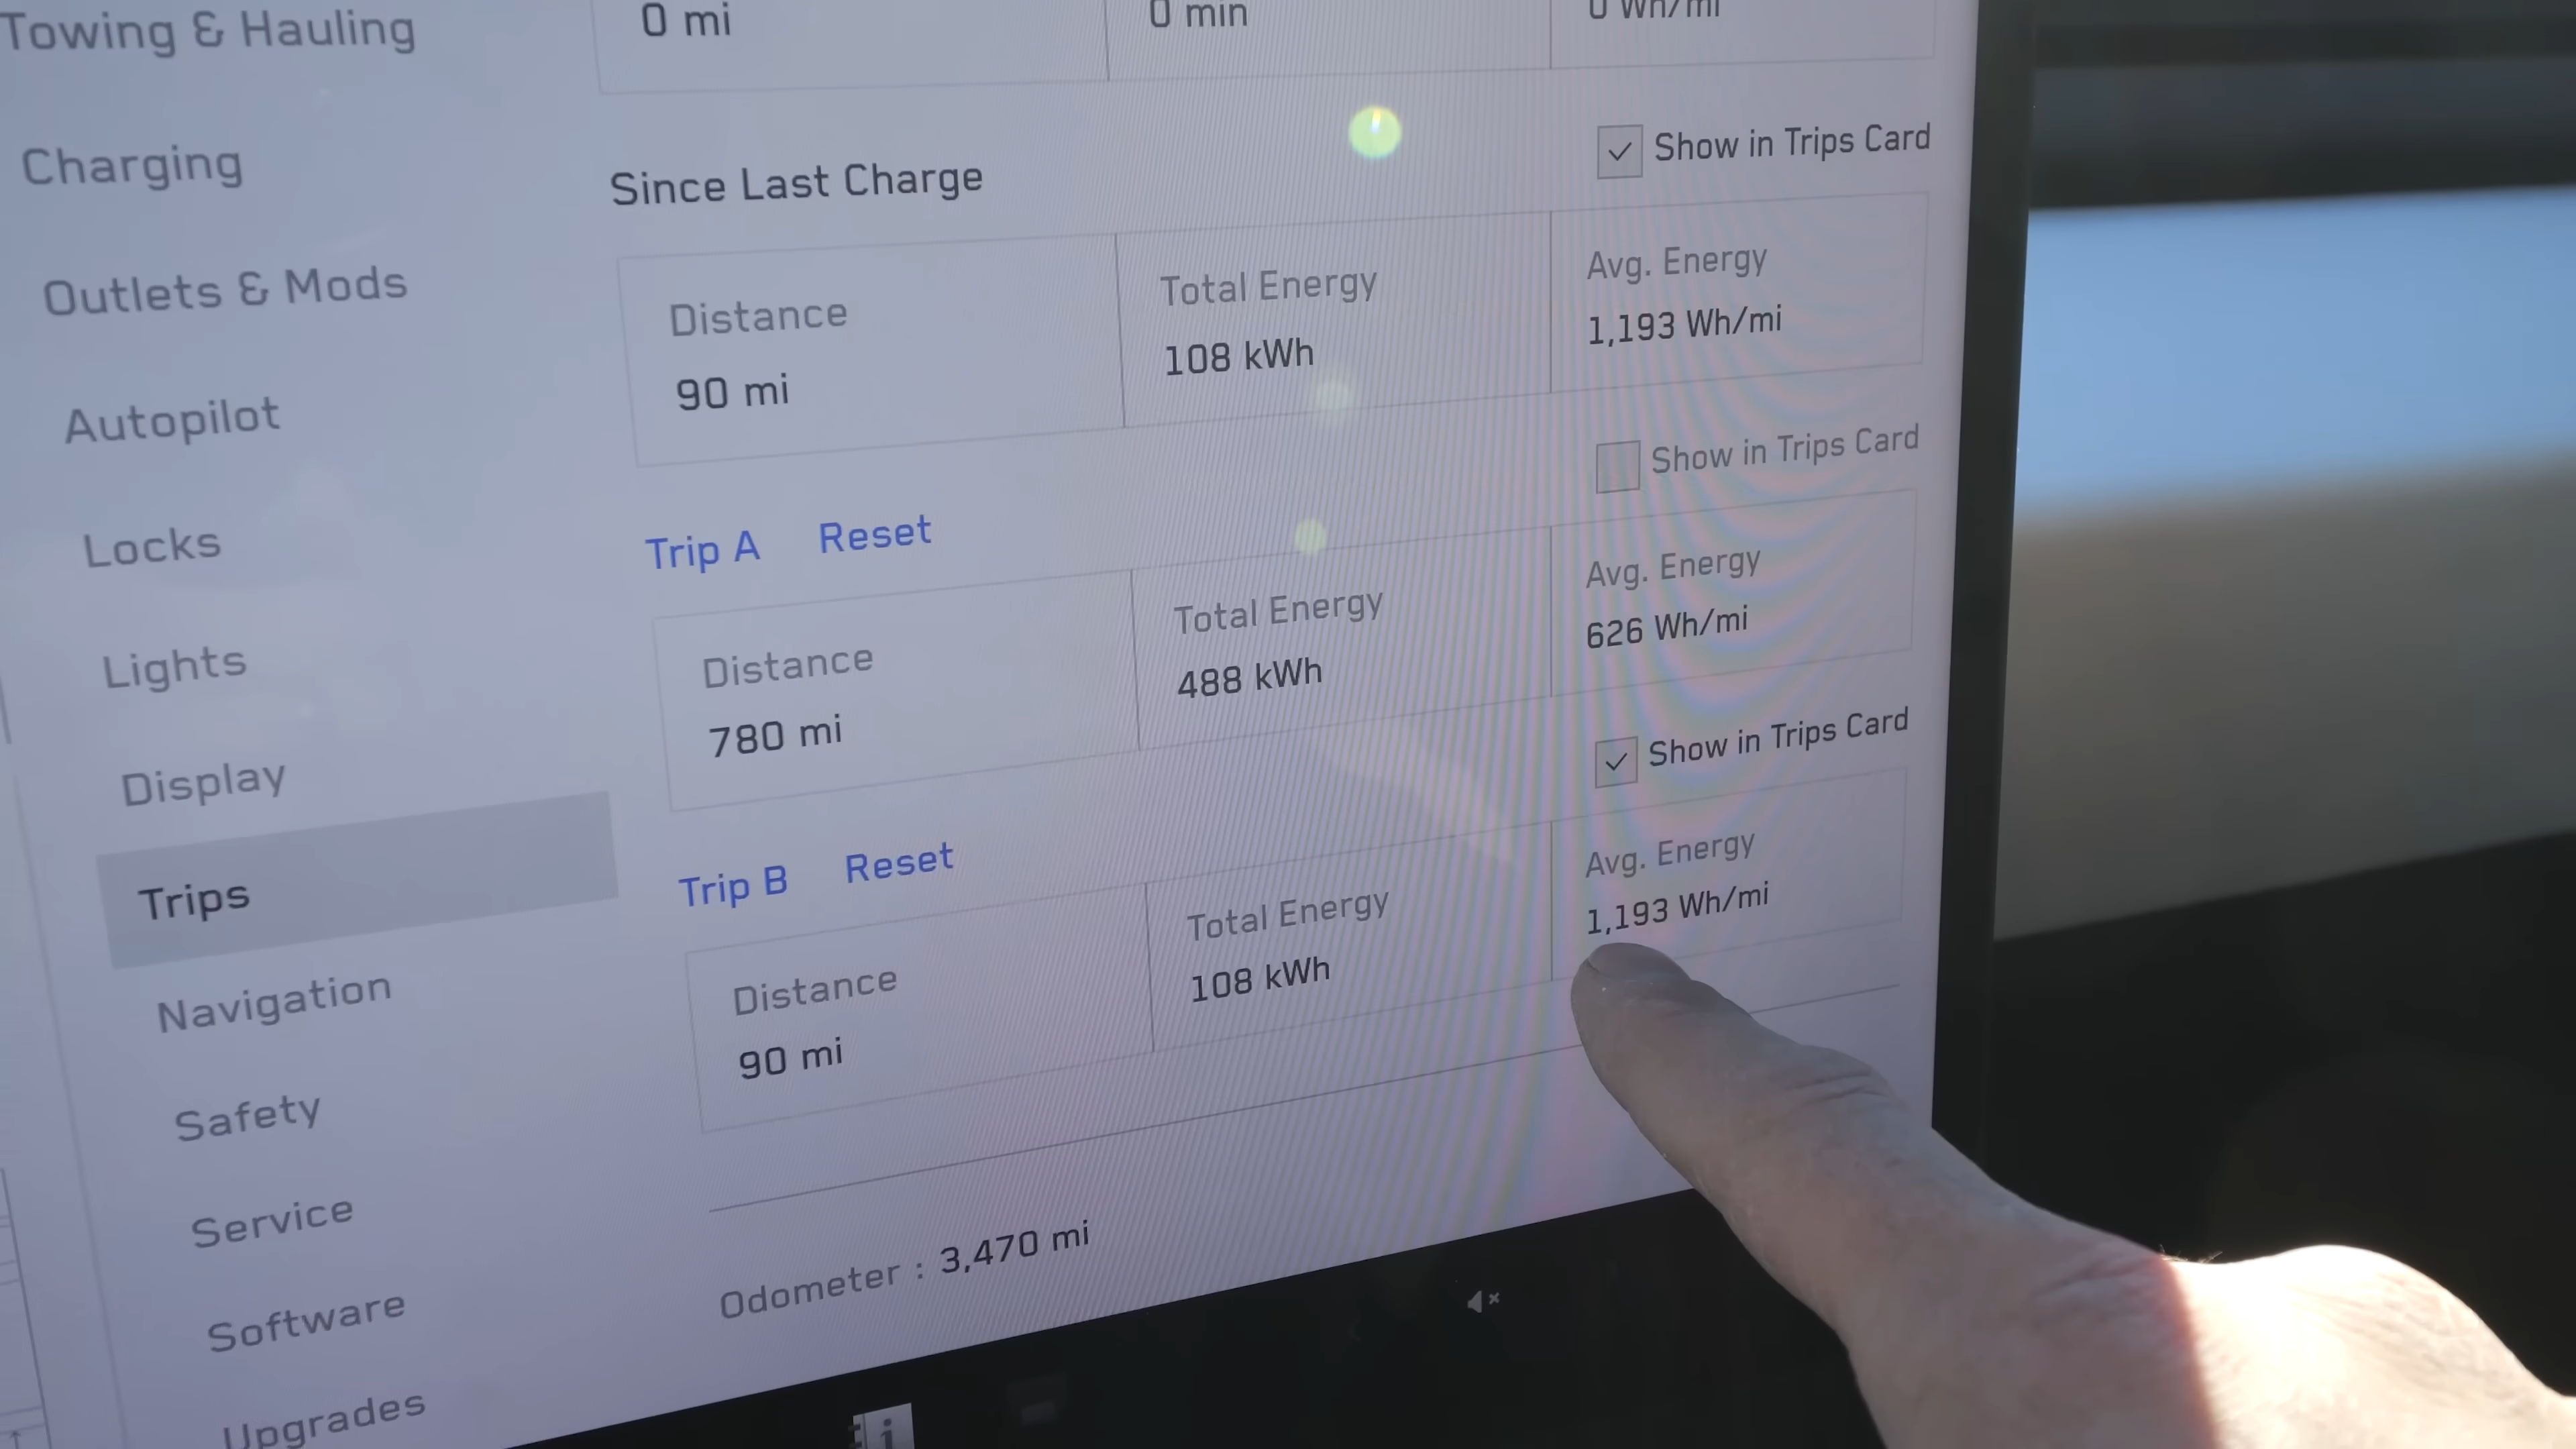 Towing & Hauling
Charging
Outlets & Mods
Autopilot
Locks
Lights
Display
Trips
Navigation
Safety
Service
Software
Upgrades
0 mi
0 min
0 Wh/mi
Since Last Charge
Show in Trips Card
Distance
90 mi
Total Energy
108 kWh
Avg. Energy
1,193 Wh/mi
Trip A Reset
Show in Trips Card
Distance
780 mi
Total Energy
488 kWh
Avg. Energy
626 Wh/mi
Trip B Reset
Show in Trips Card
Distance
90 mi
Total Energy
108 kWh
Avg. Energy
1,193 Wh/mi
Odometer : 3,470 mi
i